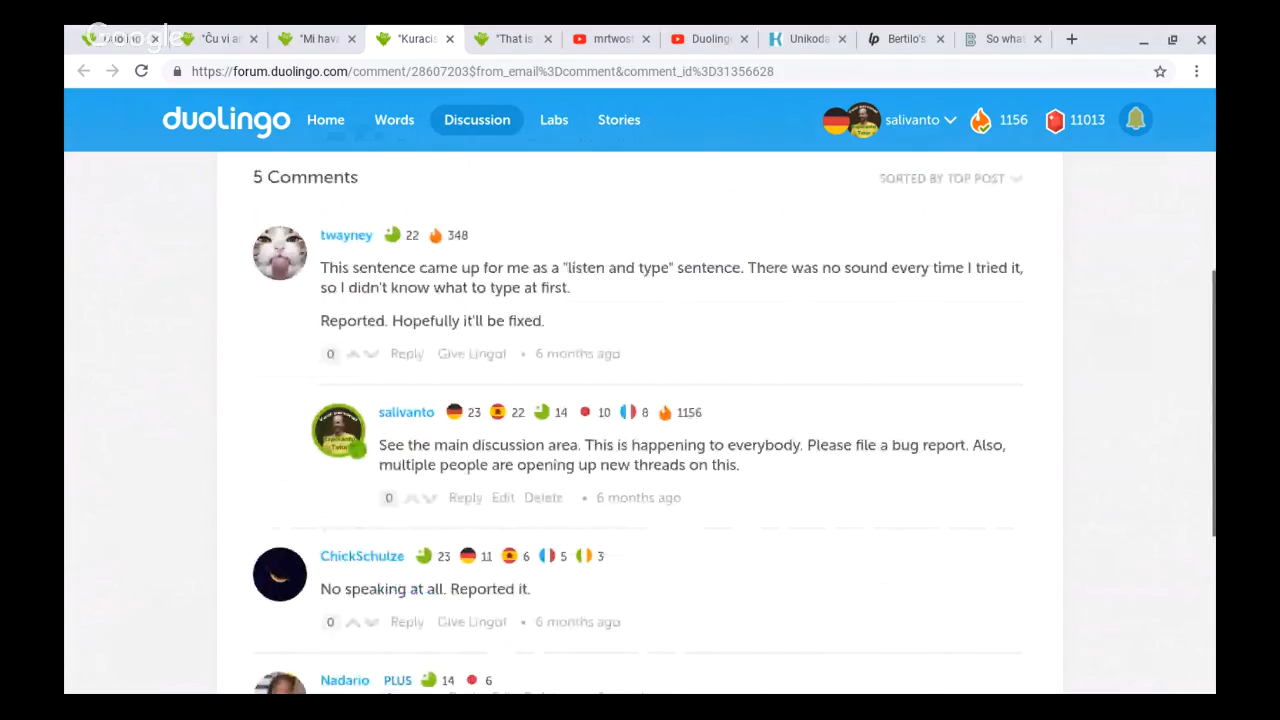 Google
"Ĉu vi ar
"Mi hava
"Kuracis
"That is
mrtwost
Duoling
Unikoda
Bertilo's
So what
https://forum.duolingo.com/comment/28607203$from_email%3Dcomment&comment_id%3D31356628
duolingo Home Words Discussion Labs Stories salivanto 1156 11013
5 Comments SORTED BY TOP POST
twayney 22 348
This sentence came up for me as a "listen and type" sentence. There was no sound every time I tried it,
so I didn't know what to type at first.
Reported. Hopefully it'll be fixed.
0 Reply Give Lingot • 6 months ago
salivanto 23 22 14 10 8 1156
See the main discussion area. This is happening to everybody. Please file a bug report. Also,
multiple people are opening up new threads on this.
0 Reply Edit Delete • 6 months ago
ChickSchulze 23 11 6 5 3
No speaking at all. Reported it.
0 Reply Give Lingot • 6 months ago
Nadario PLUS 14 6